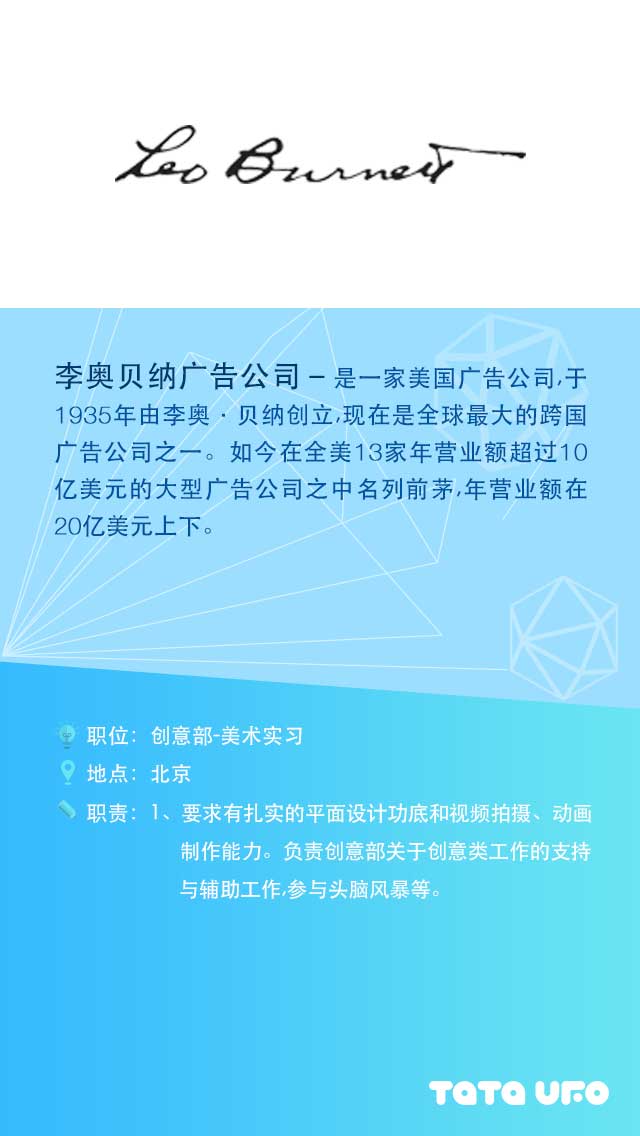 Leo Burnett
李奥贝纳广告公司 – 是一家美国广告公司,于
1935年由李奥·贝纳创立,现在是全球最大的跨国
广告公司之一。如今在全美13家年营业额超过10
亿美元的大型广告公司之中名列前茅,年营业额在
20亿美元上下。
职位：创意部-美术实习
地点：北京
职责：1、要求有扎实的平面设计功底和视频拍摄、动画
制作能力。负责创意部关于创意类工作的支持
与辅助工作,参与头脑风暴等。
TATA UFO